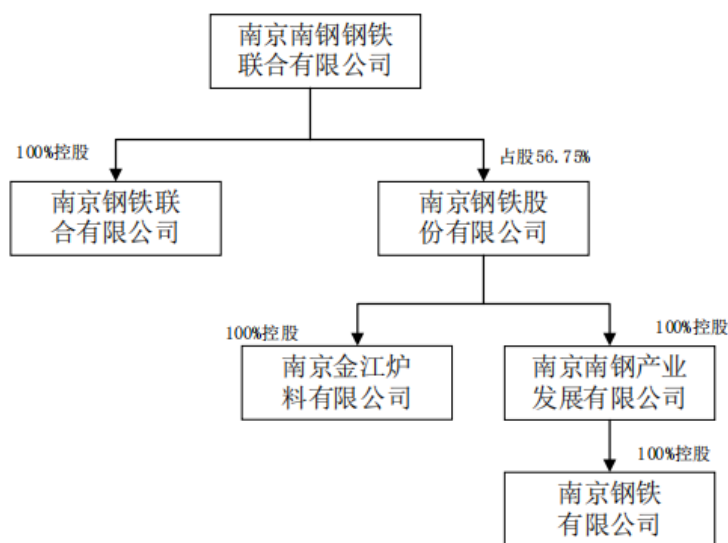 南京南钢钢铁
联合有限公司
100%控股
占股56.75%
南京钢铁联
合有限公司
南京钢铁股
份有限公司
100%控股
100%控股
南京金江炉
料有限公司
南京南钢产业
发展有限公司
100%控股
南京钢铁
有限公司